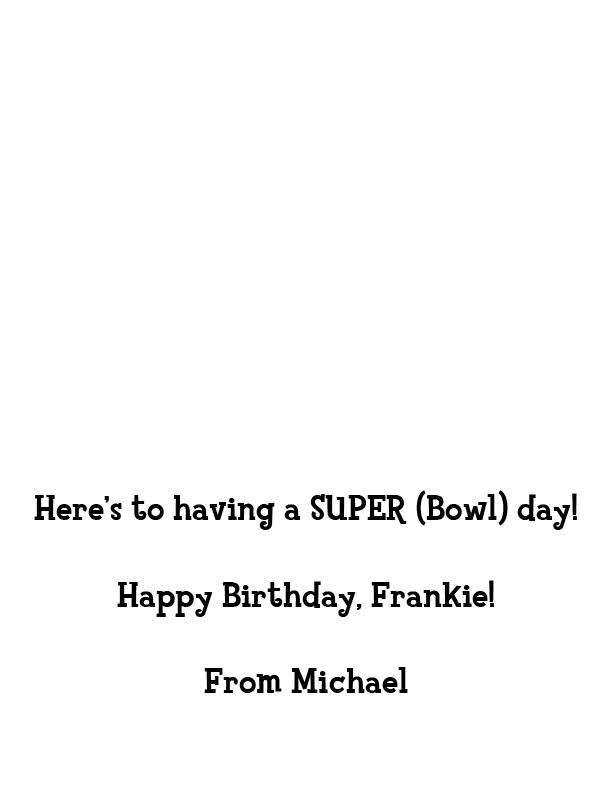 Here's to having a SUPER (Bowl) day!
Happy Birthday, Frankie!
From Michael